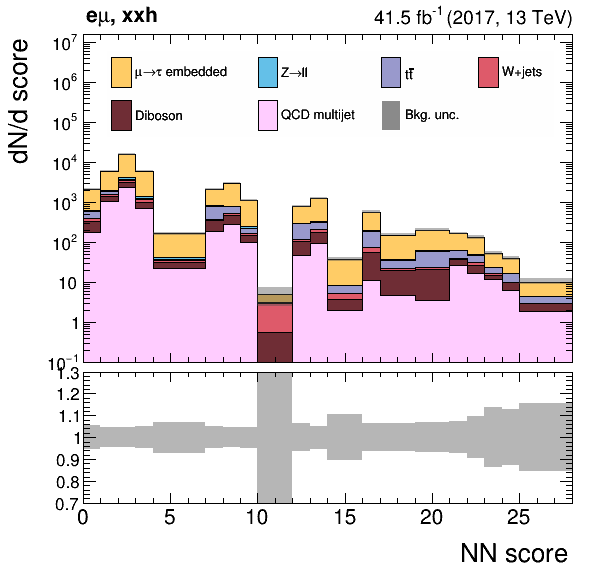 eμ, xxh 41.5 fb⁻¹ (2017, 13 TeV)
dN/d score
10⁷
10⁶
10⁵
10⁴
10³
10²
10
1
10⁻¹
μ→τ embedded Z→ll tt̄ W+jets
Diboson QCD multijet Bkg. unc.
1.3
1.2
1.1
1
0.9
0.8
0.7
0 5 10 15 20 25
NN score